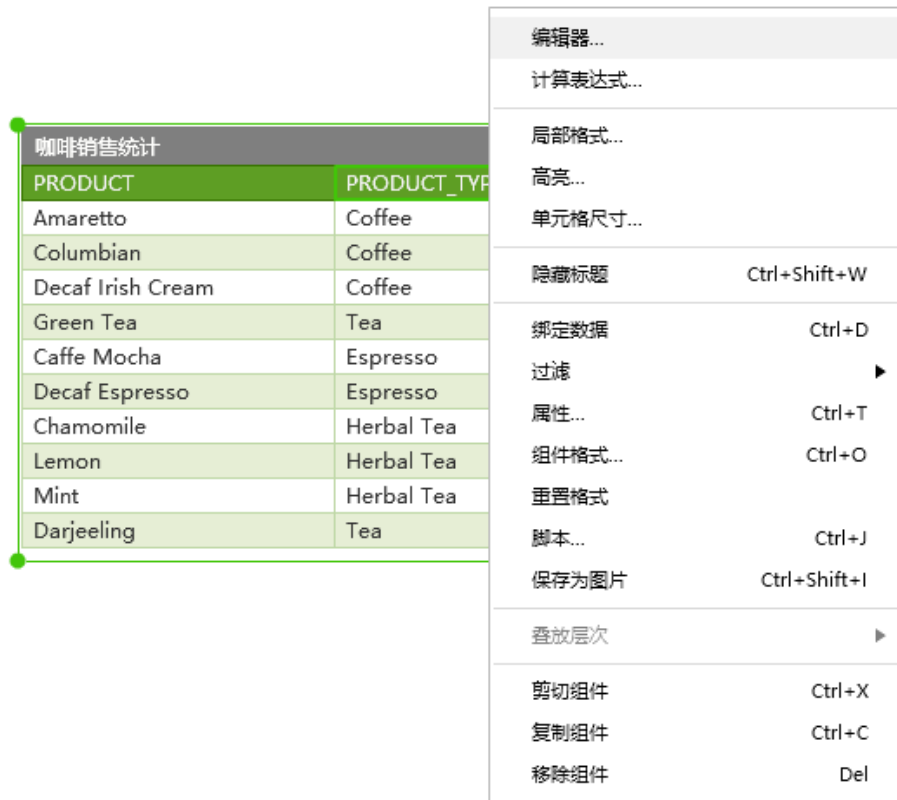 咖啡销售统计
PRODUCT PRODUCT_TYP
Amaretto Coffee
Columbian Coffee
Decaf Irish Cream Coffee
Green Tea Tea
Caffe Mocha Espresso
Decaf Espresso Espresso
Chamomile Herbal Tea
Lemon Herbal Tea
Mint Herbal Tea
Darjeeling Tea
编辑器...
计算表达式...
局部格式...
高亮...
单元格尺寸...
隐藏标题 Ctrl+Shift+W
绑定数据 Ctrl+D
过滤
属性... Ctrl+T
组件格式... Ctrl+O
重置格式
脚本... Ctrl+J
保存为图片 Ctrl+Shift+I
叠放层次
剪切组件 Ctrl+X
复制组件 Ctrl+C
移除组件 Del